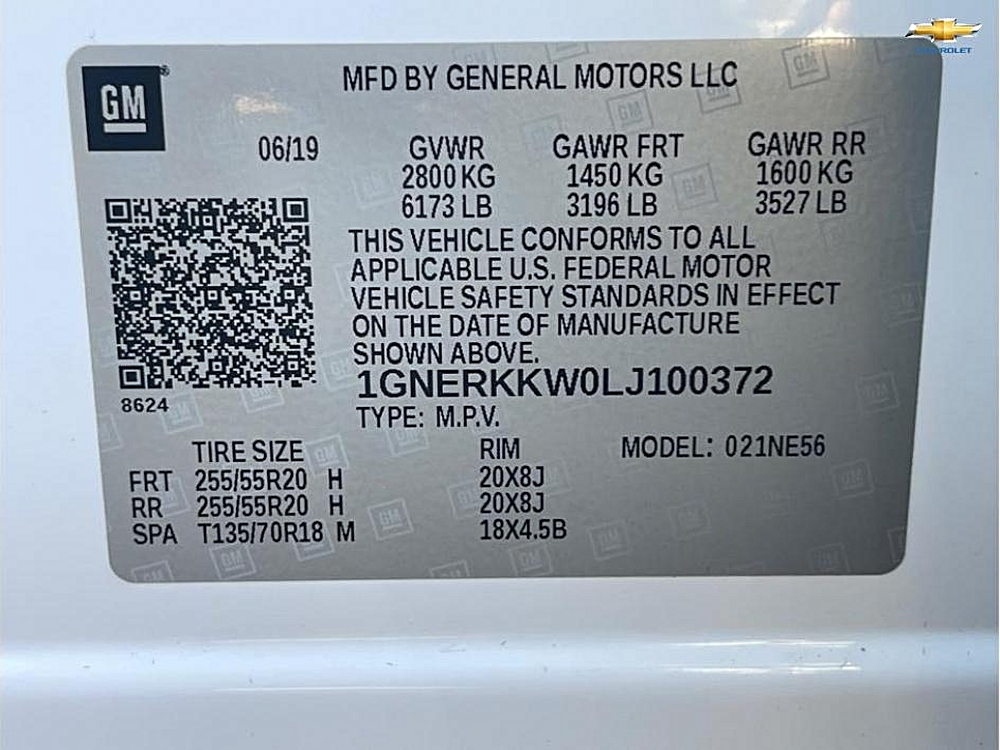 CHEVROLET
GM
MFD BY GENERAL MOTORS LLC
06/19 GVWR GAWR FRT GAWR RR
2800 KG 1450 KG 1600 KG
6173 LB 3196 LB 3527 LB
THIS VEHICLE CONFORMS TO ALL
APPLICABLE U.S. FEDERAL MOTOR
VEHICLE SAFETY STANDARDS IN EFFECT
ON THE DATE OF MANUFACTURE
SHOWN ABOVE.
1GNERKKW0LJ100372
8624
TYPE: M.P.V.
TIRE SIZE RIM MODEL: 021NE56
FRT 255/55R20 H 20X8J
RR 255/55R20 H 20X8J
SPA T135/70R18 M 18X4.5B